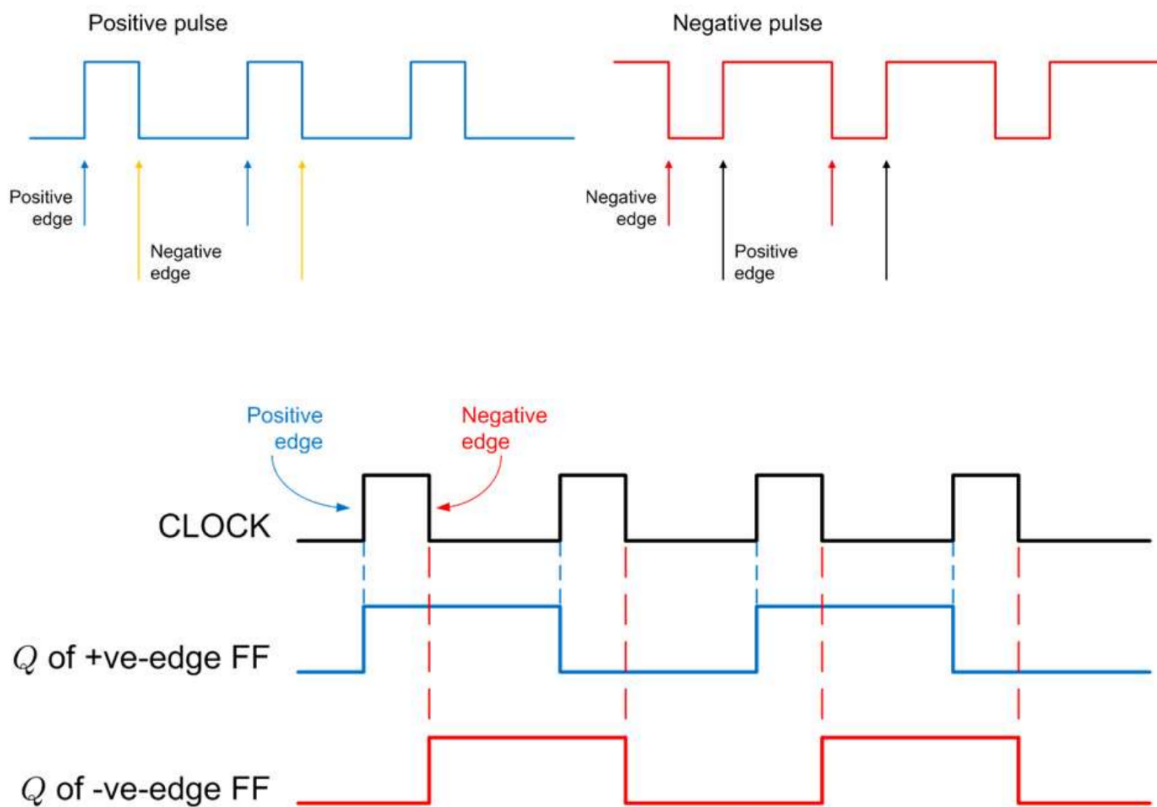 Positive pulse
Negative pulse
Positive
edge
Negative
edge
Negative
edge
Positive
edge
Positive
edge
Negative
edge
CLOCK
Q of +ve-edge FF
Q of -ve-edge FF